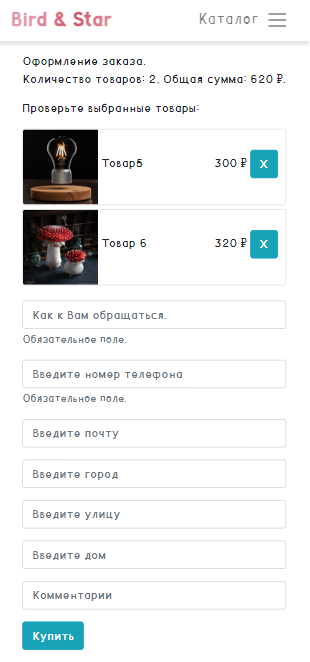 Bird & Star
Каталог
Оформление заказа.
Количество товаров: 2, Общая сумма: 620 ₽.
Проверьте выбранные товары:
Товар5 300 ₽ X
Товар 6 320 ₽ X
Как к Вам обращаться.
Обязательное поле.
Введите номер телефона
Обязательное поле.
Введите почту
Введите город
Введите улицу
Введите дом
Комментарии
Купить